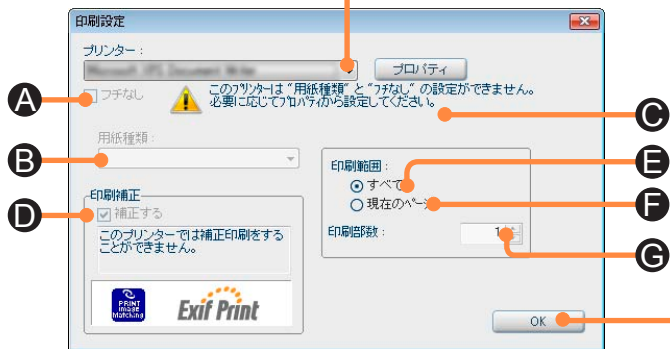 印刷設定
プリンター：
プロパティ
A
フチなし
このプリンターは “用紙種類” と “フチなし” の設定ができません。
必要に応じてプロパティから設定してください。
C
B
用紙種類：
E
印刷範囲：
すべて
F
現在のページ
D
印刷補正
補正する
このプリンターでは補正印刷をする
ことができません。
印刷部数：
1
G
PRINT
Image
Matching
Exif Print
OK